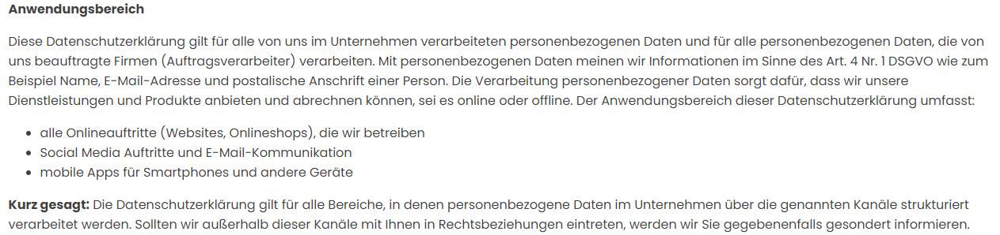 Anwendungsbereich
Diese Datenschutzerklärung gilt für alle von uns im Unternehmen verarbeiteten personenbezogenen Daten und für alle personenbezogenen Daten, die von
uns beauftragte Firmen (Auftragsverarbeiter) verarbeiten. Mit personenbezogenen Daten meinen wir Informationen im Sinne des Art. 4 Nr. 1 DSGVO wie zum
Beispiel Name, E-Mail-Adresse und postalische Anschrift einer Person. Die Verarbeitung personenbezogener Daten sorgt dafür, dass wir unsere
Dienstleistungen und Produkte anbieten und abrechnen können, sei es online oder offline. Der Anwendungsbereich dieser Datenschutzerklärung umfasst:
• alle Onlineauftritte (Websites, Onlineshops), die wir betreiben
• Social Media Auftritte und E-Mail-Kommunikation
• mobile Apps für Smartphones und andere Geräte
Kurz gesagt: Die Datenschutzerklärung gilt für alle Bereiche, in denen personenbezogene Daten im Unternehmen über die genannten Kanäle strukturiert
verarbeitet werden. Sollten wir außerhalb dieser Kanäle mit Ihnen in Rechtsbeziehungen eintreten, werden wir Sie gegebenenfalls gesondert informieren.